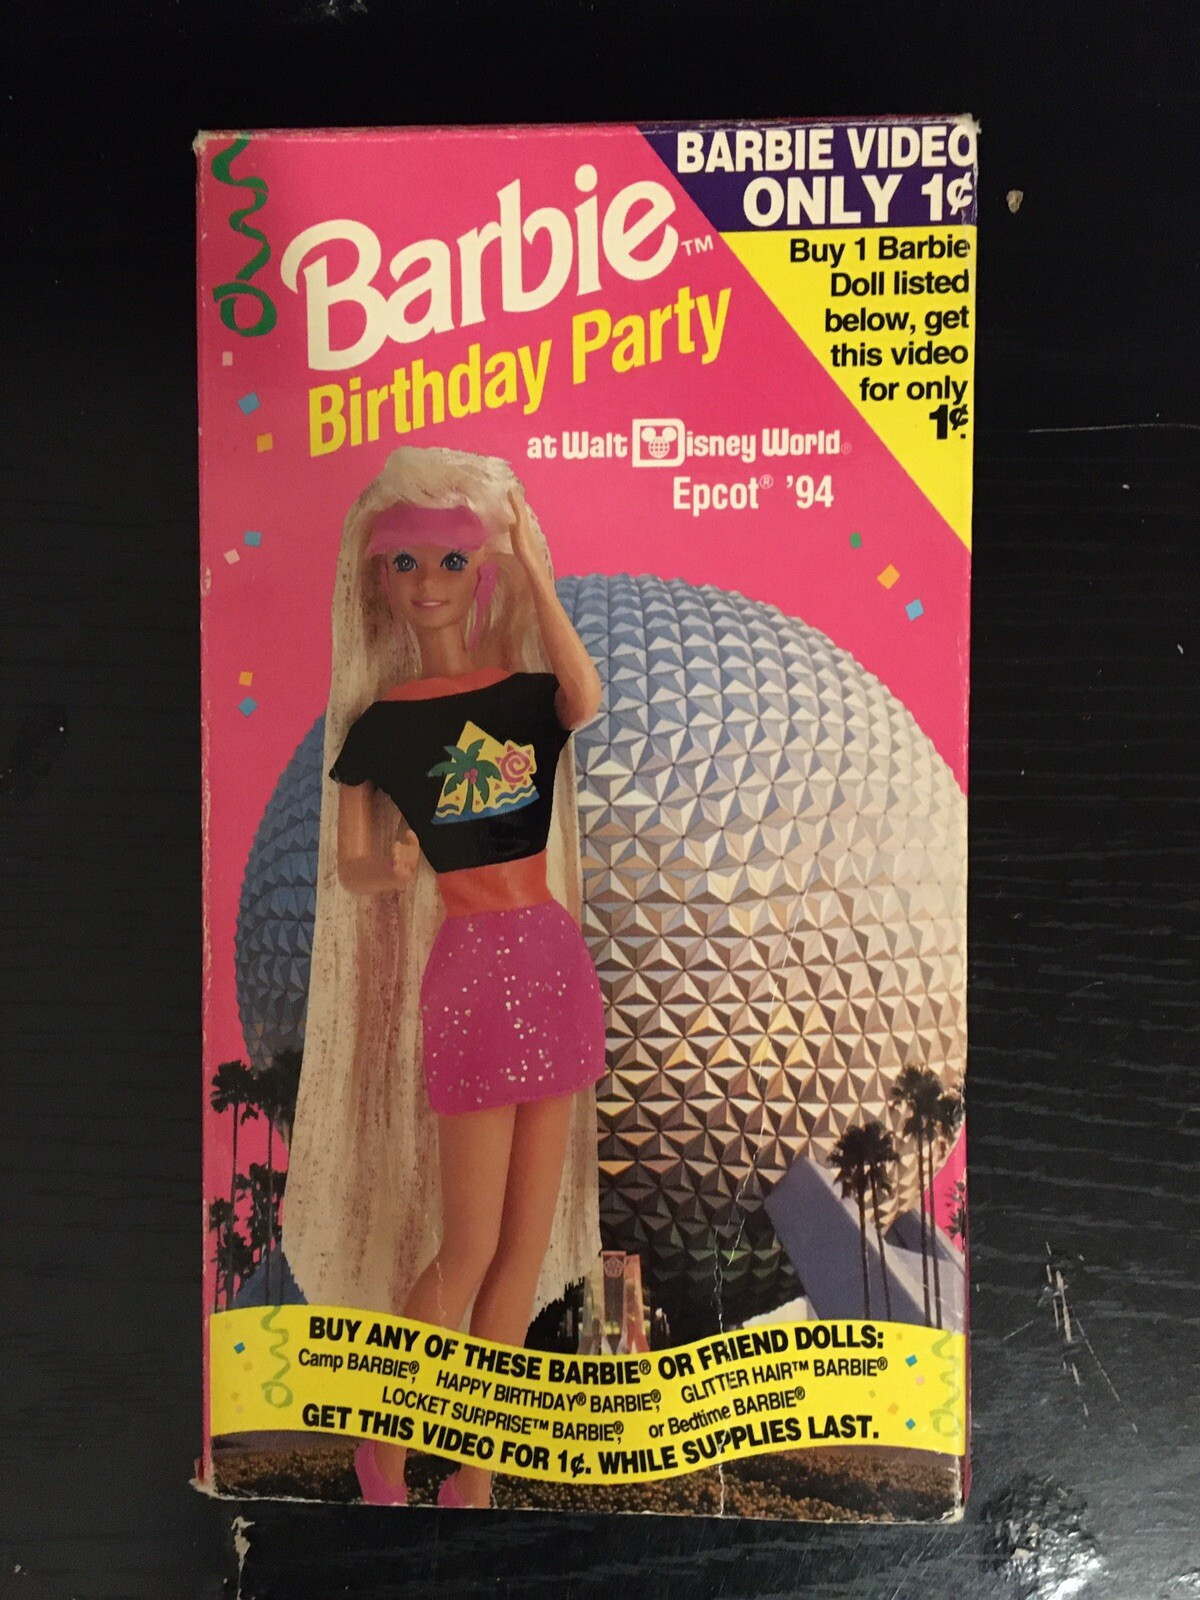 BARBIE VIDEO
ONLY 1¢
Buy 1 Barbie
Doll listed
below, get
this video
for only
1¢.
Barbie™
Birthday Party
at Walt Disney World®
Epcot® '94
BUY ANY OF THESE BARBIE® OR FRIEND DOLLS:
Camp BARBIE®, HAPPY BIRTHDAY® BARBIE®, GLITTER HAIR™ BARBIE®
LOCKET SURPRISE™ BARBIE®, or Bedtime BARBIE®
GET THIS VIDEO FOR 1¢. WHILE SUPPLIES LAST.